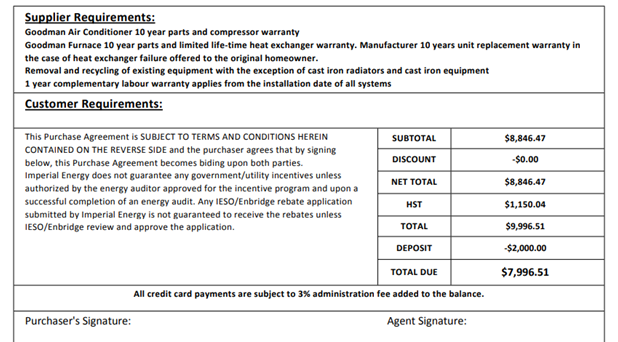 Supplier Requirements:
Goodman Air Conditioner 10 year parts and compressor warranty
Goodman Furnace 10 year parts and limited life-time heat exchanger warranty. Manufacturer 10 years unit replacement warranty in
the case of heat exchanger failure offered to the original homeowner.
Removal and recycling of existing equipment with the exception of cast iron radiators and cast iron equipment
1 year complementary labour warranty applies from the installation date of all systems
Customer Requirements:
This Purchase Agreement is SUBJECT TO TERMS AND CONDITIONS HEREIN
CONTAINED ON THE REVERSE SIDE and the purchaser agrees that by signing
below, this Purchase Agreement becomes biding upon both parties.
Imperial Energy does not guarantee any government/utility incentives unless
authorized by the energy auditor approved for the incentive program and upon a
successful completion of an energy audit. Any IESO/Enbridge rebate application
submitted by Imperial Energy is not guaranteed to receive the rebates unless
IESO/Enbridge review and approve the application.
SUBTOTAL $8,846.47
DISCOUNT -$0.00
NET TOTAL $8,846.47
HST $1,150.04
TOTAL $9,996.51
DEPOSIT -$2,000.00
TOTAL DUE $7,996.51
All credit card payments are subject to 3% administration fee added to the balance.
Purchaser's Signature: Agent Signature: